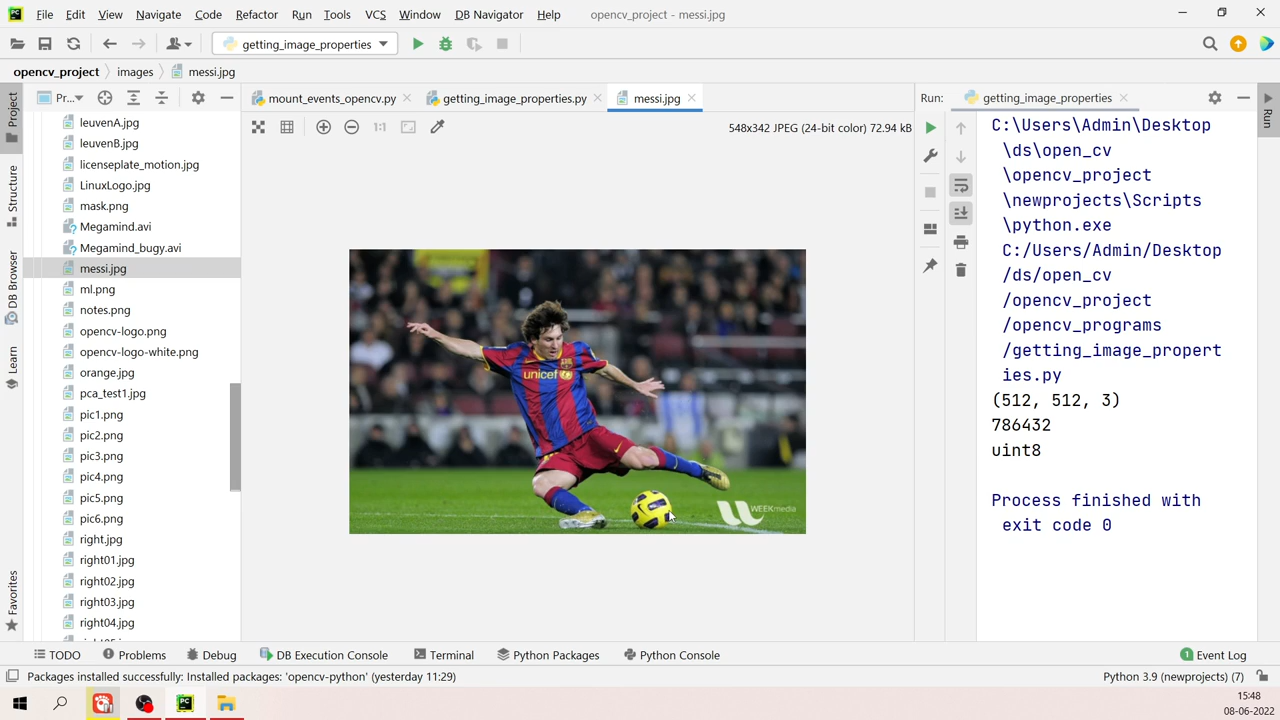 File Edit View Navigate Code Refactor Run Tools VCS Window DB Navigator Help opencv_project - messi.jpg
getting_image_properties
opencv_project images messi.jpg
Project
Structure
DB Browser
Learn
Favorites
Pr...
leuvenA.jpg
leuvenB.jpg
licenseplate_motion.jpg
LinuxLogo.jpg
mask.png
Megamind.avi
Megamind_bugy.avi
messi.jpg
ml.png
notes.png
opencv-logo.png
opencv-logo-white.png
orange.jpg
pca_test1.jpg
pic1.png
pic2.png
pic3.png
pic4.png
pic5.png
pic6.png
right.jpg
right01.jpg
right02.jpg
right03.jpg
right04.jpg
mount_events_opencv.py getting_image_properties.py messi.jpg
1:1
548x342 JPEG (24-bit color) 72.94 kB
unicef
WEEKmedia
Run: getting_image_properties
C:\Users\Admin\Desktop
\ds\open_cv
\opencv_project
\newprojects\Scripts
\python.exe
C:/Users/Admin/Desktop
/ds/open_cv
/opencv_project
/opencv_programs
/getting_image_propert
ies.py
(512, 512, 3)
786432
uint8
Process finished with
exit code 0
Run
TODO Problems Debug DB Execution Console Terminal Python Packages Python Console 1 Event Log
Packages installed successfully: Installed packages: 'opencv-python' (yesterday 11:29) Python 3.9 (newprojects) (7)
15:48
08-06-2022